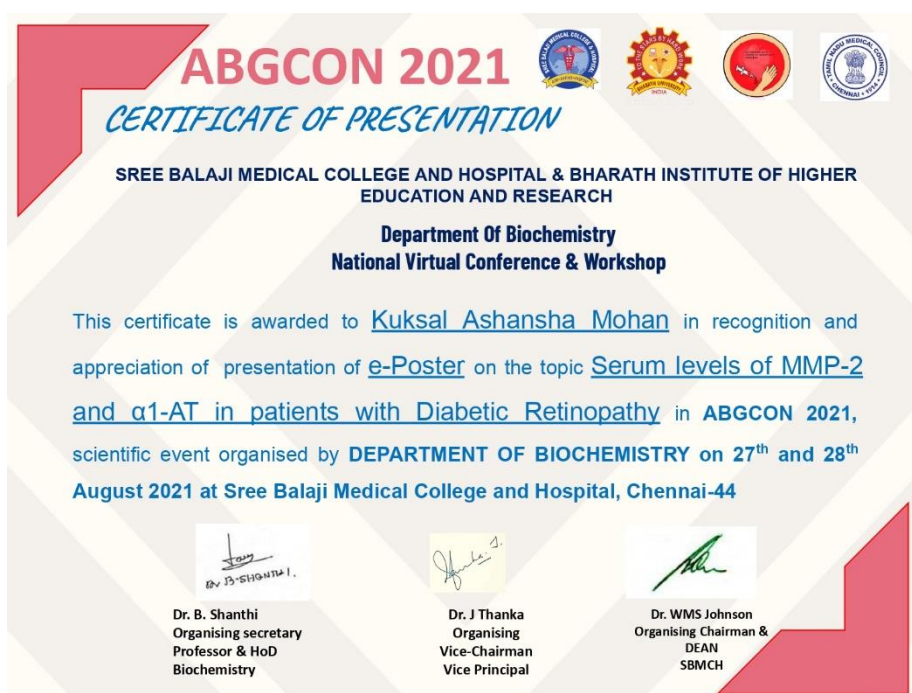 ABGCON 2021
CERTIFICATE OF PRESENTATION
SREE BALAJI MEDICAL COLLEGE AND HOSPITAL & BHARATH INSTITUTE OF HIGHER
EDUCATION AND RESEARCH
Department Of Biochemistry
National Virtual Conference & Workshop
This certificate is awarded to Kuksal Ashansha Mohan in recognition and
appreciation of presentation of e-Poster on the topic Serum levels of MMP-2
and α1-AT in patients with Diabetic Retinopathy in ABGCON 2021,
scientific event organised by DEPARTMENT OF BIOCHEMISTRY on 27th and 28th
August 2021 at Sree Balaji Medical College and Hospital, Chennai-44
Dr B-SHANTHI.
Dr. B. Shanthi
Organising secretary
Professor & HoD
Biochemistry
Dr. J Thanka
Organising
Vice-Chairman
Vice Principal
Dr. WMS Johnson
Organising Chairman &
DEAN
SBMCH